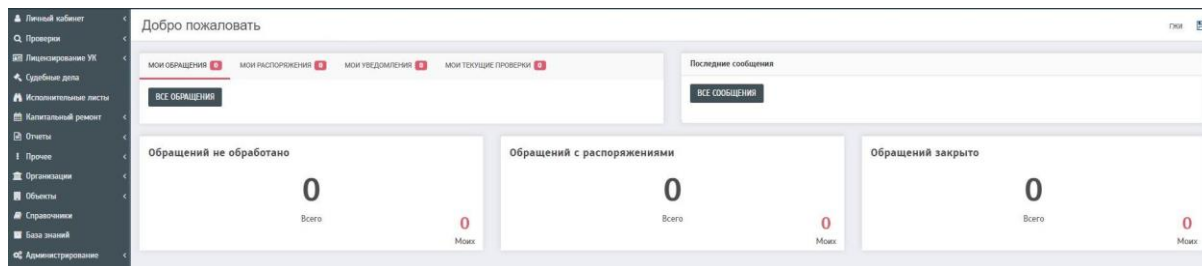 Личный кабинет
Проверки
Лицензирование УК
Судебные дела
Исполнительные листы
Капитальный ремонт
Отчеты
Прочее
Организации
Объекты
Справочники
База знаний
Администрирование
Добро пожаловать
ГЖИ
МОИ ОБРАЩЕНИЯ 0 МОИ РАСПОРЯЖЕНИЯ 0 МОИ УВЕДОМЛЕНИЯ 0 МОИ ТЕКУЩИЕ ПРОВЕРКИ 0
ВСЕ ОБРАЩЕНИЯ
Последние сообщения
ВСЕ СООБЩЕНИЯ
Обращений не обработано
0
Всего
0
Моих
Обращений с распоряжениями
0
Всего
0
Моих
Обращений закрыто
0
Всего
0
Моих